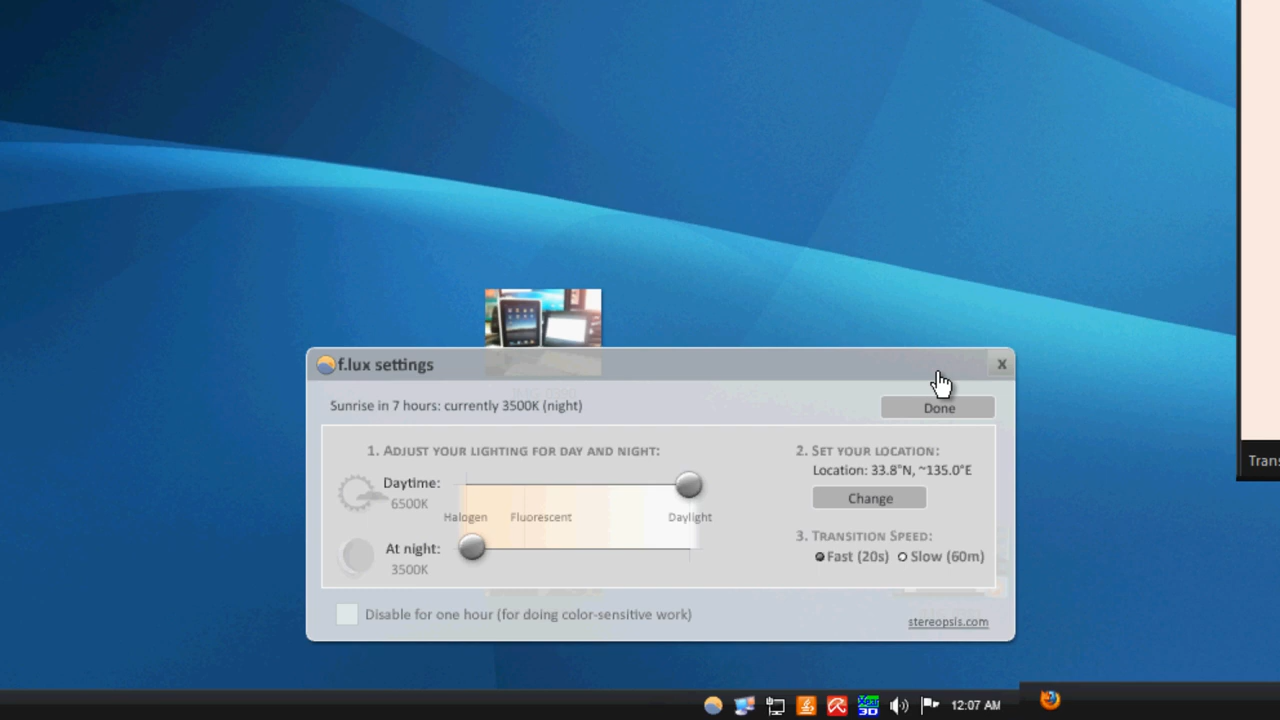 f.lux settings
X
Sunrise in 7 hours: currently 3500K (night)
Done
1. ADJUST YOUR LIGHTING FOR DAY AND NIGHT:
Daytime:
6500K
Halogen
Fluorescent
Daylight
At night:
3500K
2. SET YOUR LOCATION:
Location: 33.8°N, ~135.0°E
Change
3. TRANSITION SPEED:
Fast (20s) Slow (60m)
Disable for one hour (for doing color-sensitive work)
stereopsis.com
Trans
3D
12:07 AM